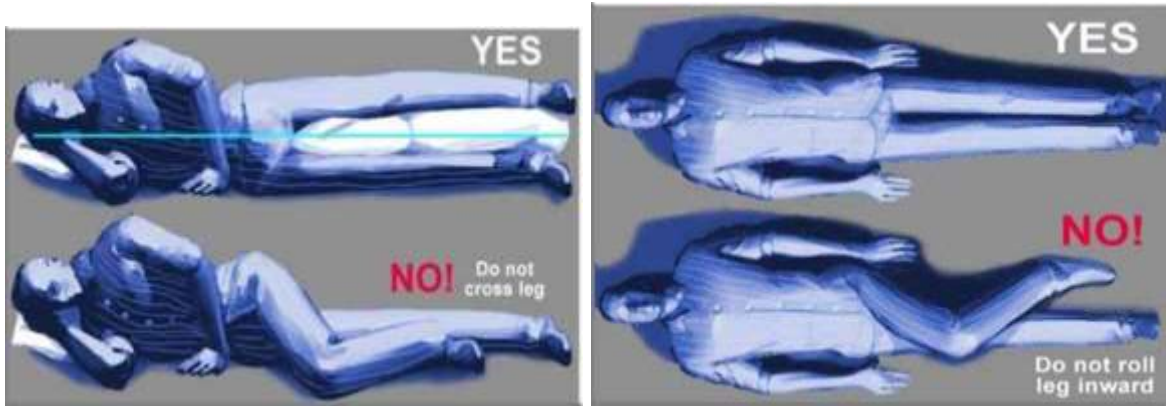 YES
NO!
Do not
cross leg
YES
NO!
Do not roll
leg inward